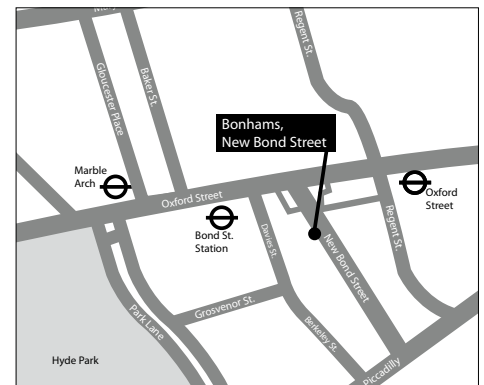 Regent St.
Gloucester Place
Baker St.
Bonhams,
New Bond Street
Marble
Arch
Oxford Street
Oxford
Street
Bond St.
Station
Davies St.
New Bond Street
Regent St.
Grosvenor St.
Park Lane
Berkeley St.
Hyde Park
Piccadilly